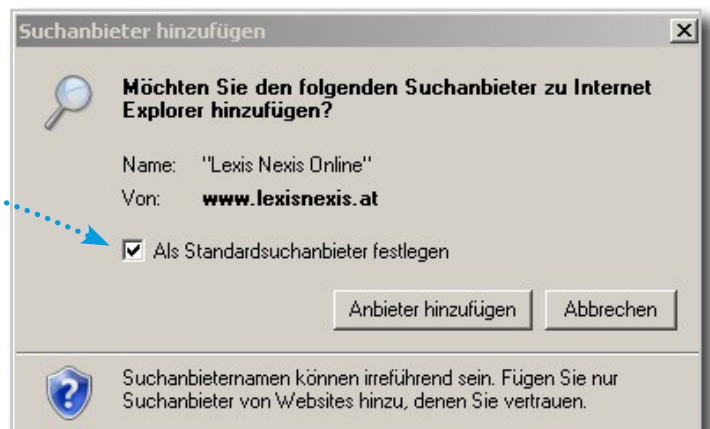 Suchanbieter hinzufügen
Möchten Sie den folgenden Suchanbieter zu Internet
Explorer hinzufügen?
Name: "Lexis Nexis Online"
Von: www.lexisnexis.at
Als Standardsuchanbieter festlegen
Anbieter hinzufügen Abbrechen
Suchanbieternamen können irreführend sein. Fügen Sie nur
Suchanbieter von Websites hinzu, denen Sie vertrauen.